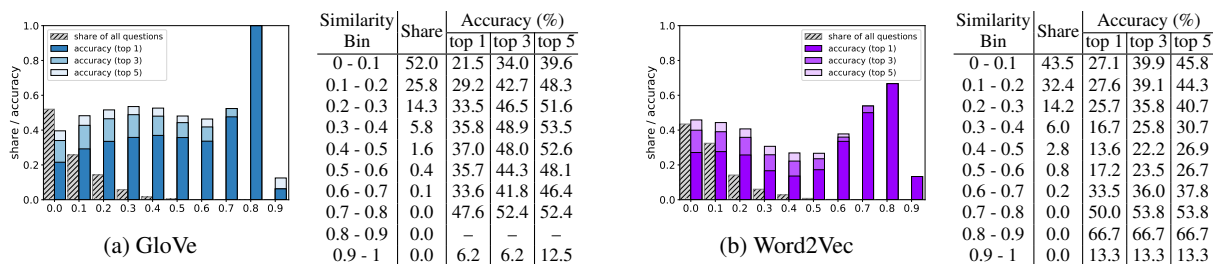 1.0
0.8
0.6
0.4
0.2
0.0
share / accuracy
share of all questions
accuracy (top 1)
accuracy (top 3)
accuracy (top 5)
0.0 0.1 0.2 0.3 0.4 0.5 0.6 0.7 0.8 0.9
(a) GloVe
Similarity Bin Share Accuracy (%)
top 1 top 3 top 5
0 - 0.1 52.0 21.5 34.0 39.6
0.1 - 0.2 25.8 29.2 42.7 48.3
0.2 - 0.3 14.3 33.5 46.5 51.6
0.3 - 0.4 5.8 35.8 48.9 53.5
0.4 - 0.5 1.6 37.0 48.0 52.6
0.5 - 0.6 0.4 35.7 44.3 48.1
0.6 - 0.7 0.1 33.6 41.8 46.4
0.7 - 0.8 0.0 47.6 52.4 52.4
0.8 - 0.9 0.0 – – –
0.9 - 1 0.0 6.2 6.2 12.5
1.0
0.8
0.6
0.4
0.2
0.0
share / accuracy
share of all questions
accuracy (top 1)
accuracy (top 3)
accuracy (top 5)
0.0 0.1 0.2 0.3 0.4 0.5 0.6 0.7 0.8 0.9
(b) Word2Vec
Similarity Bin Share Accuracy (%)
top 1 top 3 top 5
0 - 0.1 43.5 27.1 39.9 45.8
0.1 - 0.2 32.4 27.6 39.1 44.3
0.2 - 0.3 14.2 25.7 35.8 40.7
0.3 - 0.4 6.0 16.7 25.8 30.7
0.4 - 0.5 2.8 13.6 22.2 26.9
0.5 - 0.6 0.8 17.2 23.5 26.7
0.6 - 0.7 0.2 33.5 36.0 37.8
0.7 - 0.8 0.0 50.0 53.8 53.8
0.8 - 0.9 0.0 66.7 66.7 66.7
0.9 - 1 0.0 13.3 13.3 13.3